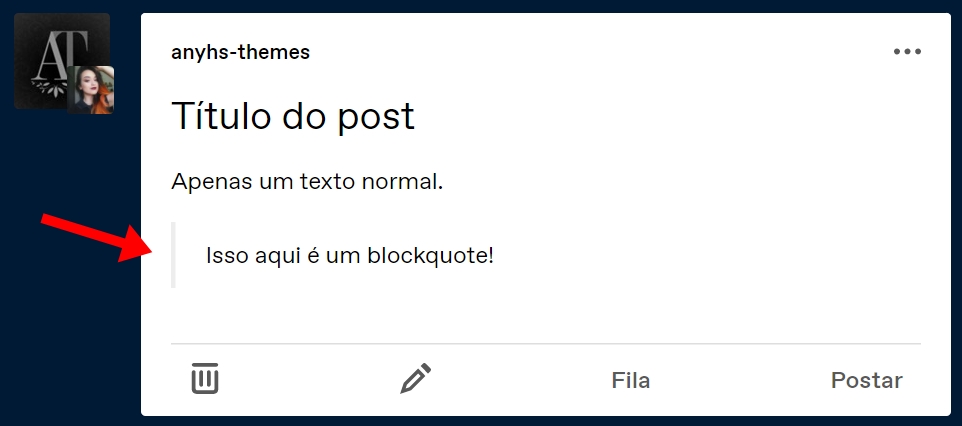 AT
anyhs-themes
Título do post
Apenas um texto normal.
Isso aqui é um blockquote!
Fila
Postar